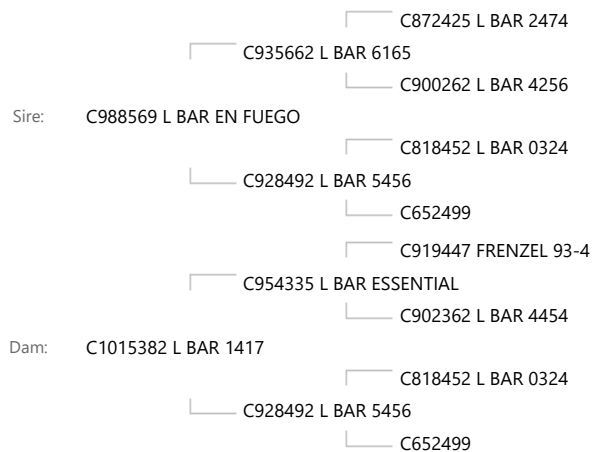 C872425 L BAR 2474
C935662 L BAR 6165
C900262 L BAR 4256
Sire: C988569 L BAR EN FUEGO
C818452 L BAR 0324
C928492 L BAR 5456
C652499
C919447 FRENZEL 93-4
C954335 L BAR ESSENTIAL
C902362 L BAR 4454
Dam: C1015382 L BAR 1417
C818452 L BAR 0324
C928492 L BAR 5456
C652499